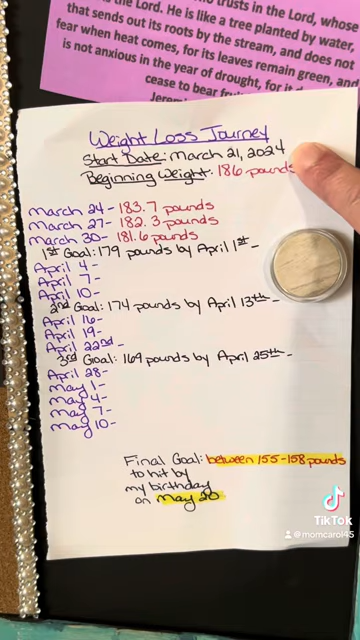 trusts in the Lord, whose
the Lord. He is like a tree planted by water,
that sends out its roots by the stream, and does not
fear when heat comes, for its leaves remain green, and
is not anxious in the year of drought, for it
cease to bear
Weight Loss Journey
Start Date: March 21, 2024
Beginning Weight: 186 pounds
March 24- 183.7 pounds
March 27- 182.3 pounds
March 30- 181.6 pounds
1st Goal: 179 pounds by April 1st-
April 4-
April 7-
April 10-
2nd Goal: 174 pounds by April 13th-
April 16-
April 19-
April 22nd-
3rd Goal: 169 pounds by April 25th-
April 28-
May 1-
May 4-
May 7-
May 10-
Final Goal: between 155-158 pounds
to hit by
my birthday
on May 20
TikTok
@momcarol45